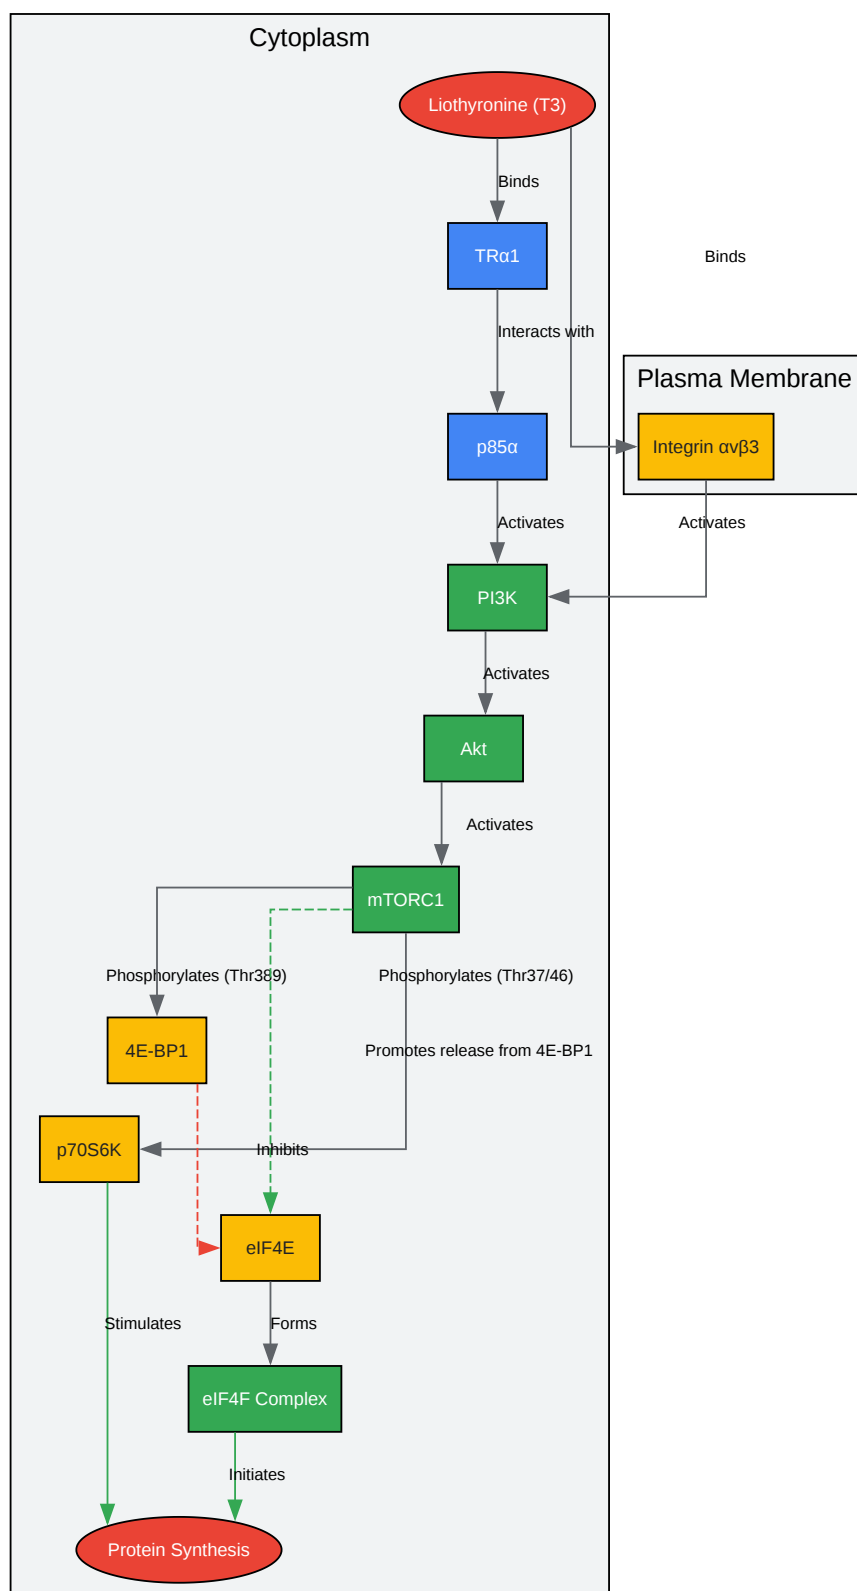 Cytoplasm
Liothyronine (T3)
Binds
TRα1
Binds
Interacts with
Plasma Membrane
p85α
Integrin αvβ3
Activates
Activates
PI3K
Activates
Akt
Activates
mTORC1
Phosphorylates (Thr389)
Phosphorylates (Thr37/46)
4E-BP1
Promotes release from 4E-BP1
p70S6K
Inhibits
eIF4E
Stimulates
Forms
eIF4F Complex
Initiates
Protein Synthesis